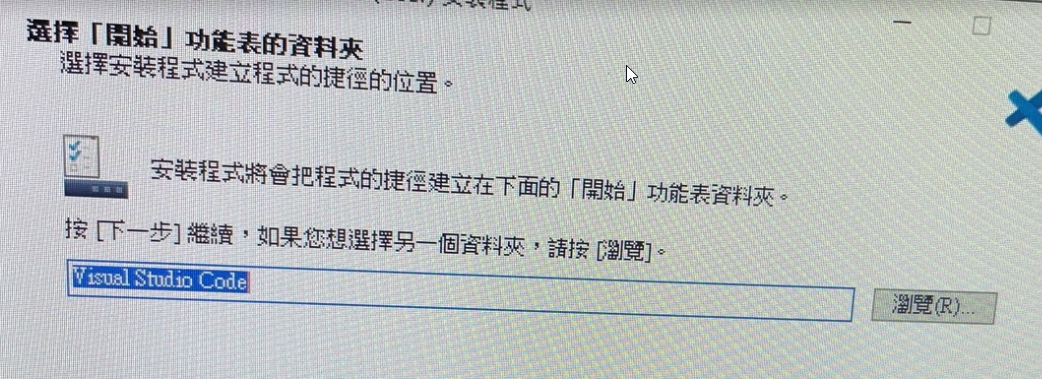 安裝程式
選擇「開始」功能表的資料夾
選擇安裝程式建立程式的捷徑的位置。
安裝程式將會把程式的捷徑建立在下面的「開始」功能表資料夾。
按 [下一步] 繼續，如果您想選擇另一個資料夾，請按 [瀏覽]。
Visual Studio Code
瀏覽(R)...